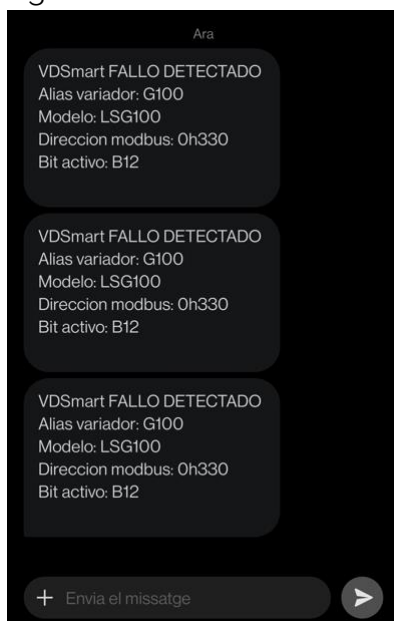 Ara
VDSmart FALLO DETECTADO
Alias variador: G100
Modelo: LSG100
Direccion modbus: 0h330
Bit activo: B12
VDSmart FALLO DETECTADO
Alias variador: G100
Modelo: LSG100
Direccion modbus: 0h330
Bit activo: B12
VDSmart FALLO DETECTADO
Alias variador: G100
Modelo: LSG100
Direccion modbus: 0h330
Bit activo: B12
+ Envia el missatge